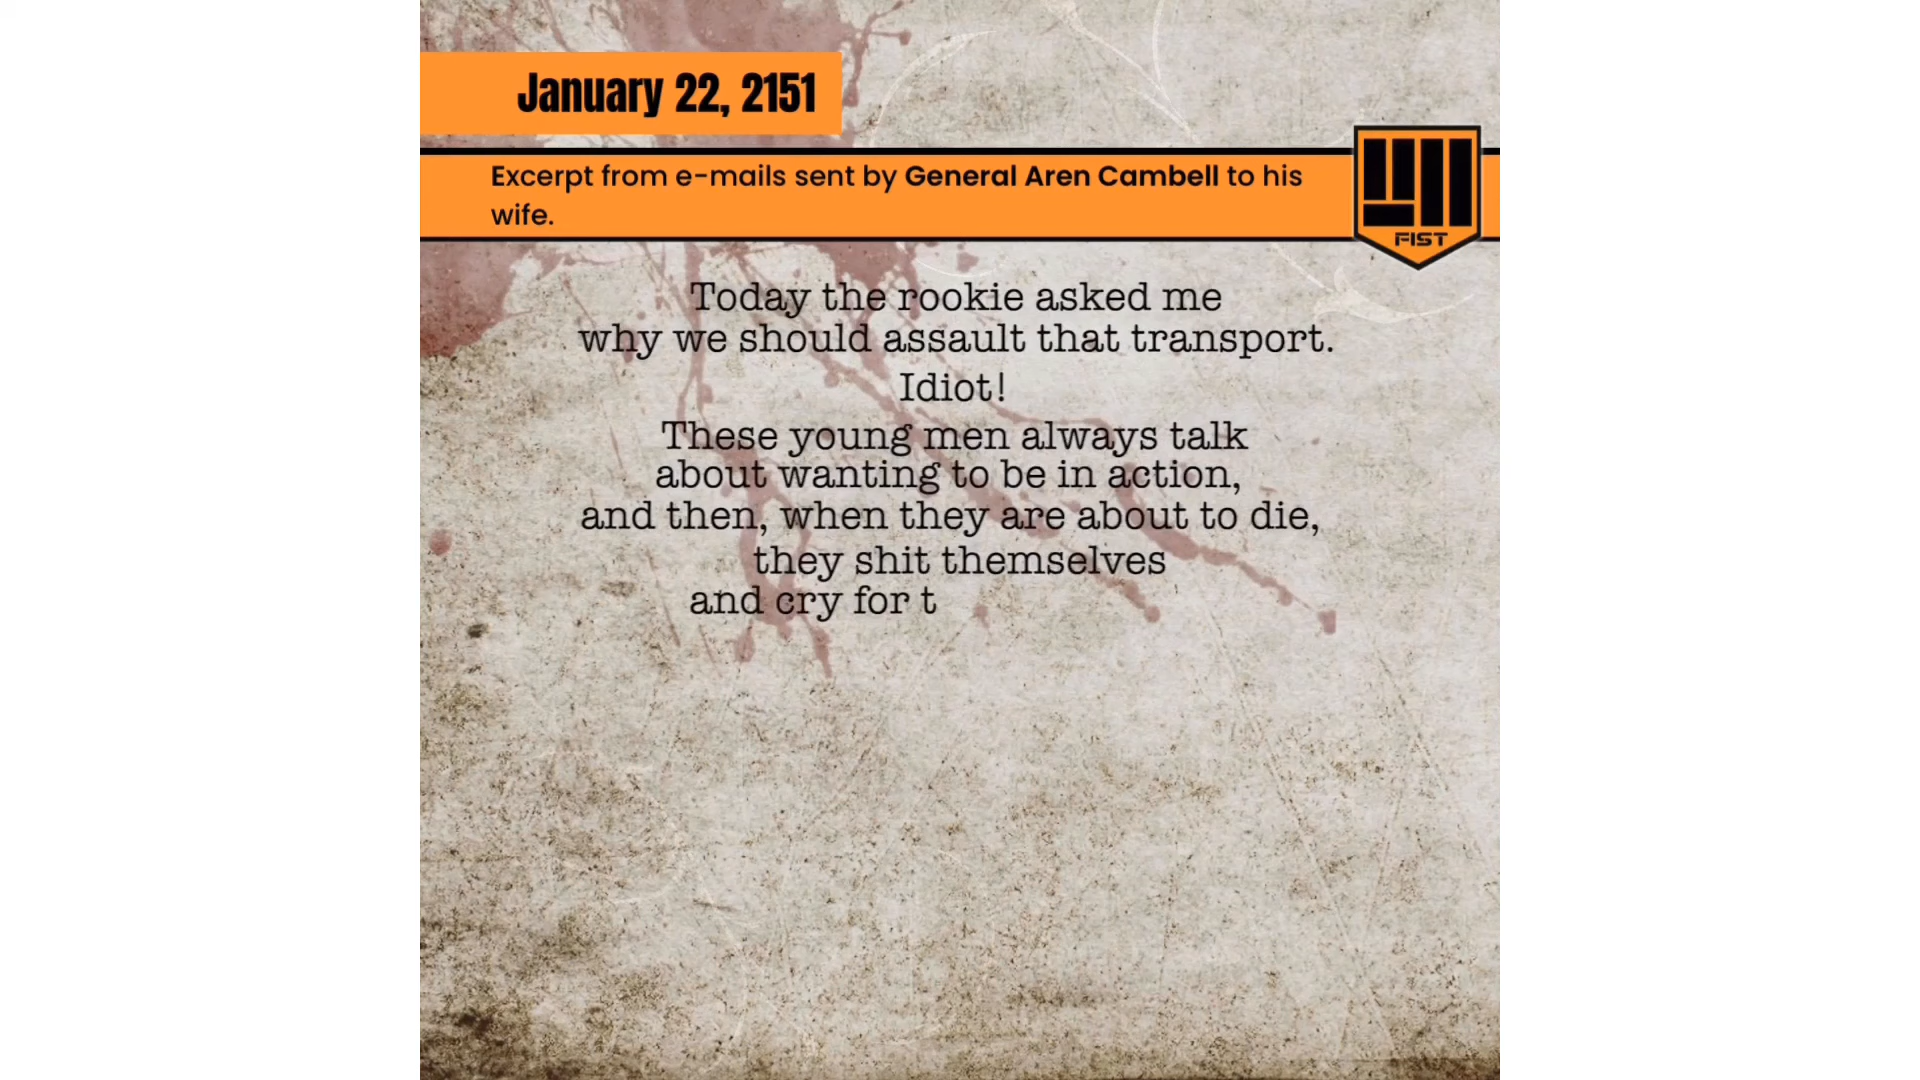 January 22, 2151
Excerpt from e-mails sent by General Aren Cambell to his
wife.
FIST
Today the rookie asked me
why we should assault that transport.
Idiot!
These young men always talk
about wanting to be in action,
and then, when they are about to die,
they shit themselves
and cry for t